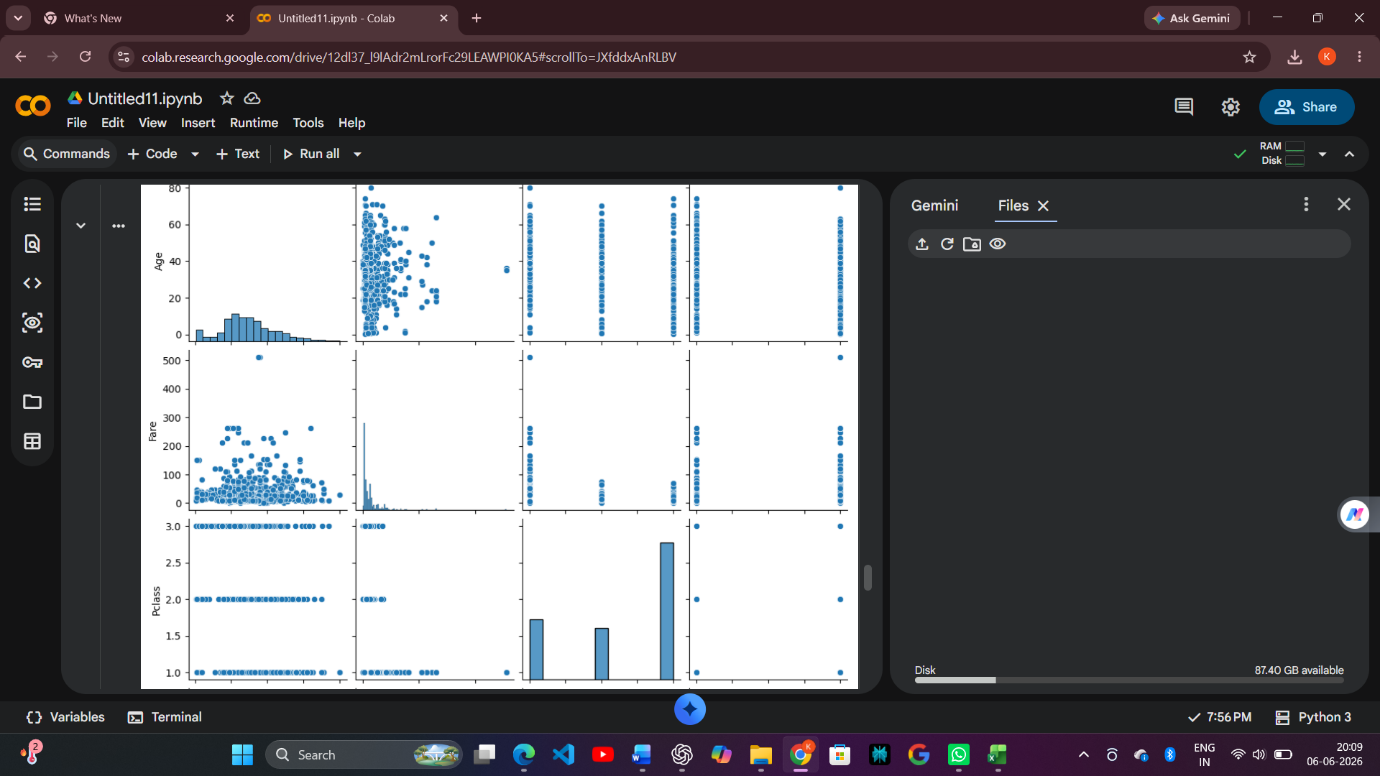 What's New
Untitled11.ipynb - Colab
Ask Gemini
colab.research.google.com/drive/12dl37_l9lAdr2mLrorFc29LEAWPl0KA5#scrollTo=JXfddxAnRLBV
K
Untitled11.ipynb
File Edit View Insert Runtime Tools Help
Share
Commands + Code + Text Run all
RAM
Disk
Gemini Files
80
60
40
20
0
Age
500
400
300
200
100
0
Fare
3.0
2.5
2.0
1.5
1.0
Pclass
Disk 87.40 GB available
Variables Terminal
7:56 PM Python 3
2
Search
ENG
IN
20:09
06-06-2026